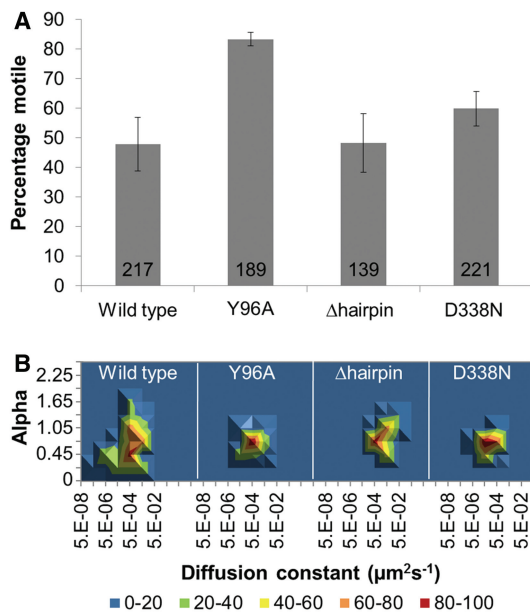 A
Percentage motile
90
80
70
60
50
40
30
20
10
0
217
189
139
221
Wild type
Y96A
Δhairpin
D338N
B
Alpha
2.25
1.65
1.05
0.45
0
Wild type
Y96A
Δhairpin
D338N
5.E-08
5.E-06
5.E-04
5.E-02
5.E-08
5.E-06
5.E-04
5.E-02
5.E-08
5.E-06
5.E-04
5.E-02
5.E-08
5.E-06
5.E-04
5.E-02
Diffusion constant (μm²s⁻¹)
0-20 20-40 40-60 60-80 80-100